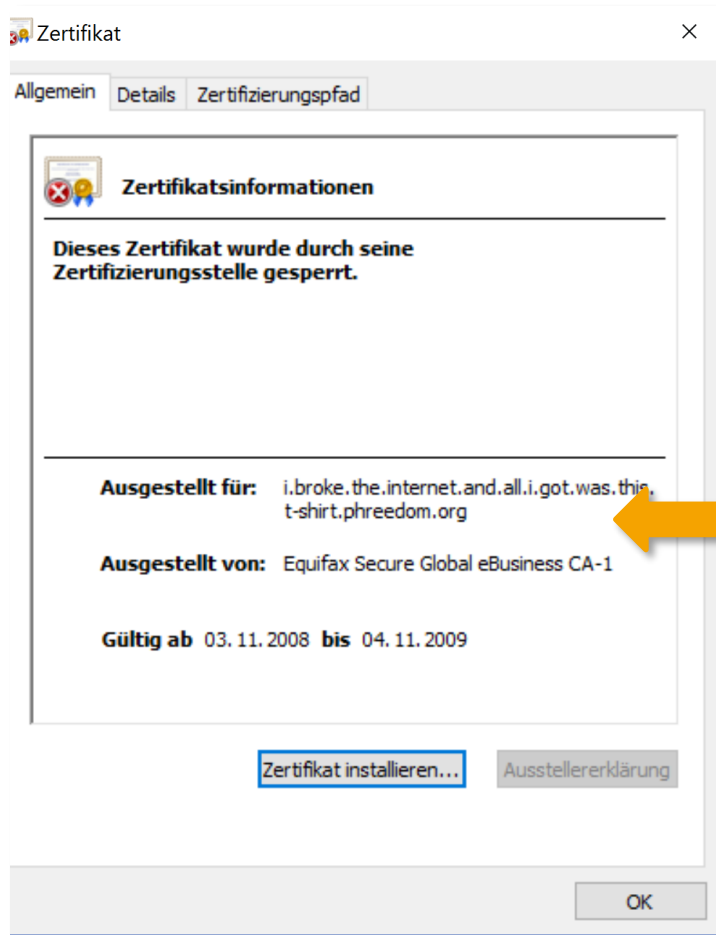 Zertifikat
Allgemein Details Zertifizierungspfad
Zertifikatsinformationen
Dieses Zertifikat wurde durch seine
Zertifizierungsstelle gesperrt.
Ausgestellt für: i.broke.the.internet.and.all.i.got.was.this.
t-shirt.phreedom.org
Ausgestellt von: Equifax Secure Global eBusiness CA-1
Gültig ab 03.11.2008 bis 04.11.2009
Zertifikat installieren... Ausstellererklärung
OK